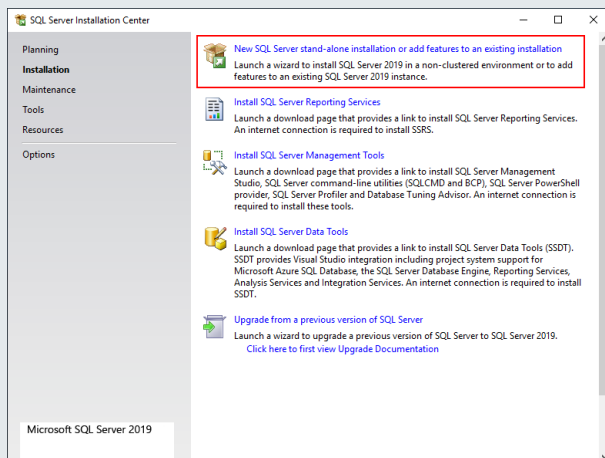 SQL Server Installation Center
Planning
Installation
Maintenance
Tools
Resources
Options
Microsoft SQL Server 2019
New SQL Server stand-alone installation or add features to an existing installation
Launch a wizard to install SQL Server 2019 in a non-clustered environment or to add
features to an existing SQL Server 2019 instance.
Install SQL Server Reporting Services
Launch a download page that provides a link to install SQL Server Reporting Services.
An internet connection is required to install SSRS.
Install SQL Server Management Tools
Launch a download page that provides a link to install SQL Server Management
Studio, SQL Server command-line utilities (SQLCMD and BCP), SQL Server PowerShell
provider, SQL Server Profiler and Database Tuning Advisor. An internet connection is
required to install these tools.
Install SQL Server Data Tools
Launch a download page that provides a link to install SQL Server Data Tools (SSDT).
SSDT provides Visual Studio integration including project system support for
Microsoft Azure SQL Database, the SQL Server Database Engine, Reporting Services,
Analysis Services and Integration Services. An internet connection is required to install
SSDT.
Upgrade from a previous version of SQL Server
Launch a wizard to upgrade a previous version of SQL Server to SQL Server 2019.
Click here to first view Upgrade Documentation